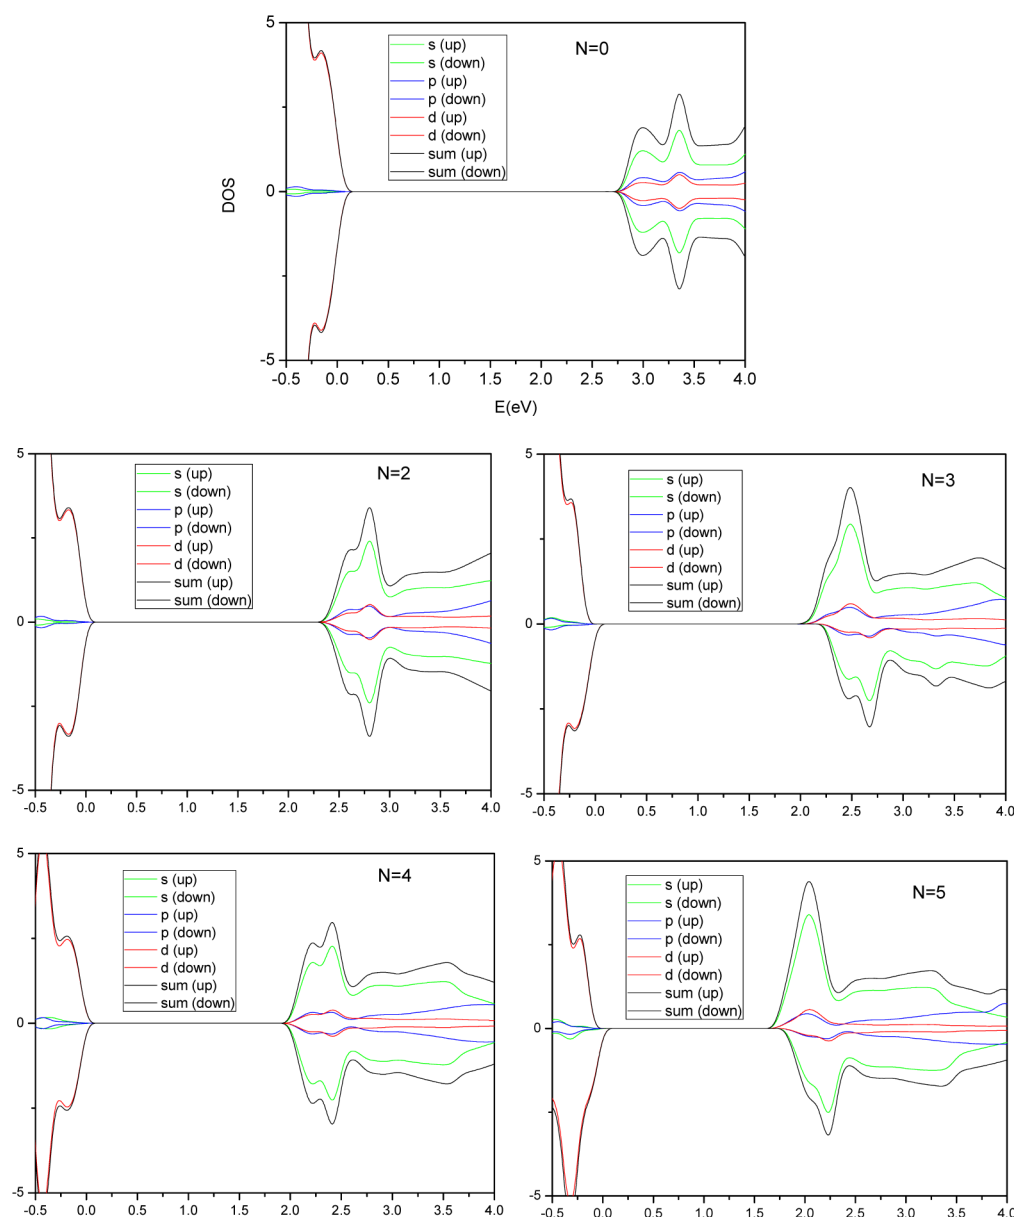 5
0
-5
DOS
s (up)
s (down)
p (up)
p (down)
d (up)
d (down)
sum (up)
sum (down)
N=0
-0.5 0.0 0.5 1.0 1.5 2.0 2.5 3.0 3.5 4.0
E(eV)
5
0
-5
s (up)
s (down)
p (up)
p (down)
d (up)
d (down)
sum (up)
sum (down)
N=2
-0.5 0.0 0.5 1.0 1.5 2.0 2.5 3.0 3.5 4.0
5
0
-5
s (up)
s (down)
p (up)
p (down)
d (up)
d (down)
sum (up)
sum (down)
N=3
-0.5 0.0 0.5 1.0 1.5 2.0 2.5 3.0 3.5 4.0
5
0
-5
s (up)
s (down)
p (up)
p (down)
d (up)
d (down)
sum (up)
sum (down)
N=4
-0.5 0.0 0.5 1.0 1.5 2.0 2.5 3.0 3.5 4.0
5
0
-5
s (up)
s (down)
p (up)
p (down)
d (up)
d (down)
sum (up)
sum (down)
N=5
-0.5 0.0 0.5 1.0 1.5 2.0 2.5 3.0 3.5 4.0